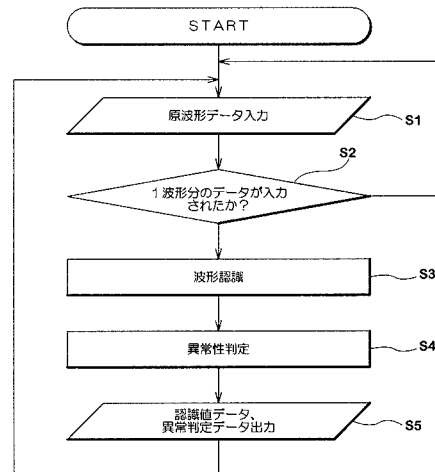 START
原波形データ入力
S1
S2
1波形分のデータが入力
されたか?
波形認識
S3
異常性判定
S4
認識値データ、
異常判定データ出力
S5